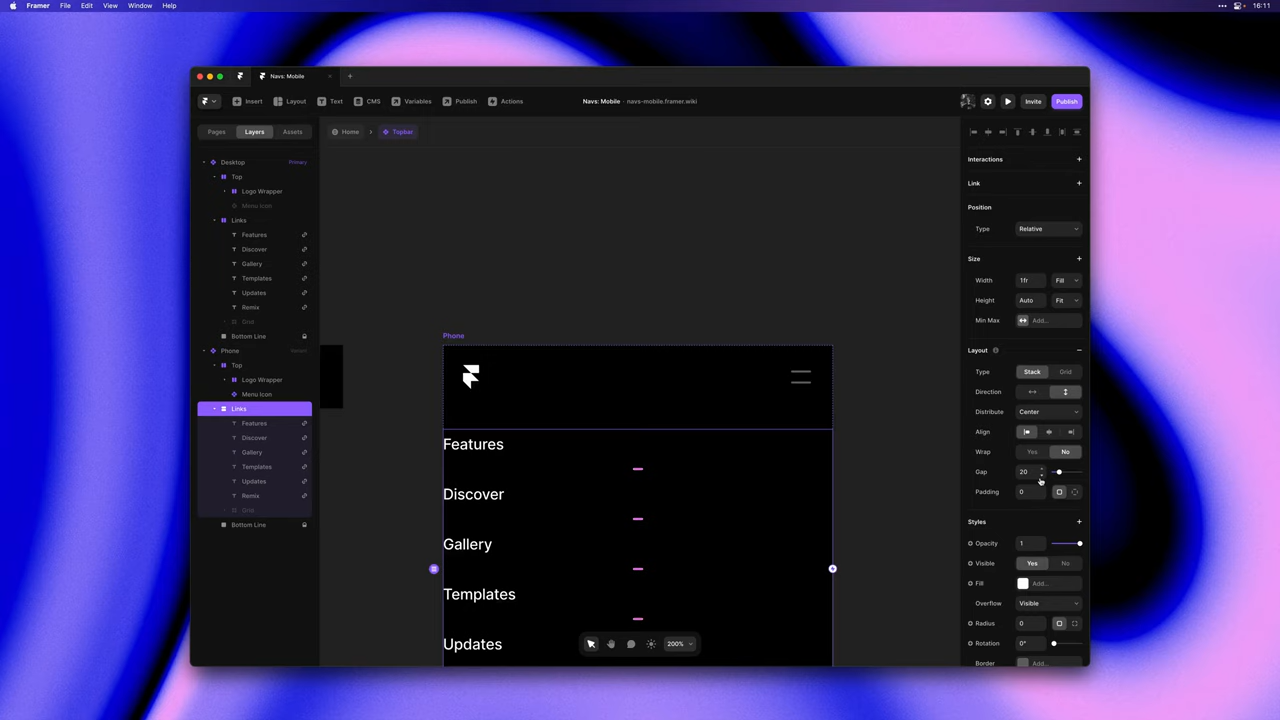 Framer File Edit View Window Help 16:11
Navs: Mobile
Insert Layout Text CMS Variables Publish Actions Navs: Mobile · navs-mobile.framer.wiki Invite Publish
Pages Layers Assets
Home Topbar
Desktop Primary
Top
Logo Wrapper
Menu Icon
Links
Features
Discover
Gallery
Templates
Updates
Remix
Grid
Bottom Line
Phone Variant
Top
Logo Wrapper
Menu Icon
Links
Features
Discover
Gallery
Templates
Updates
Remix
Grid
Bottom Line
Phone
Features
Discover
Gallery
Templates
Updates
200%
Interactions
Link
Position
Type Relative
Size
Width 1fr Fill
Height Auto Fit
Min Max Add...
Layout
Type Stack Grid
Direction
Distribute Center
Align
Wrap Yes No
Gap 20
Padding 0
Styles
Opacity 1
Visible Yes No
Fill Add...
Overflow Visible
Radius 0
Rotation 0°
Border Add...